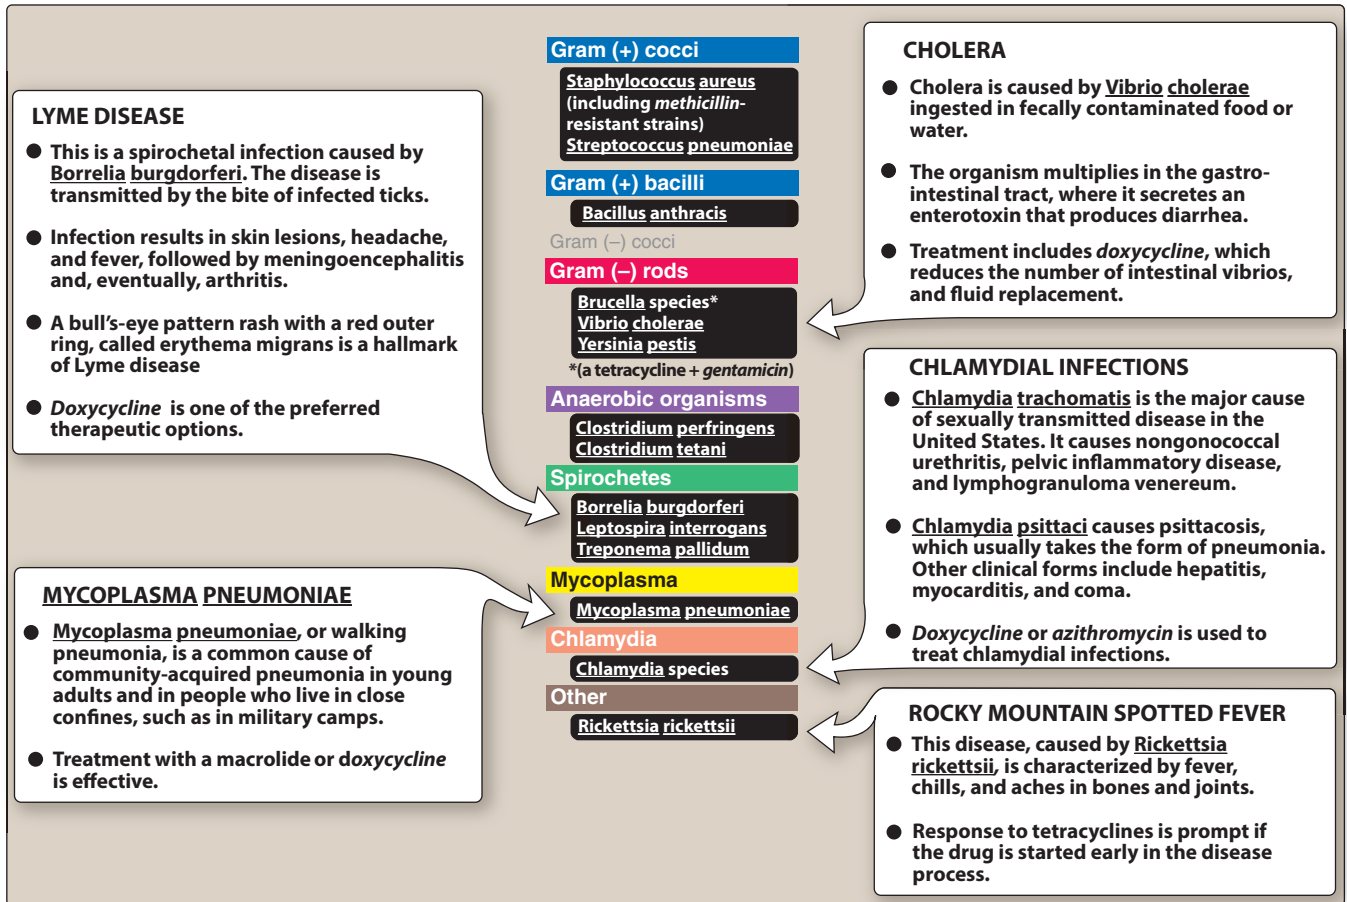 LYME DISEASE
● This is a spirochetal infection caused by
Borrelia burgdorferi. The disease is
transmitted by the bite of infected ticks.
● Infection results in skin lesions, headache,
and fever, followed by meningoencephalitis
and, eventually, arthritis.
● A bull's-eye pattern rash with a red outer
ring, called erythema migrans is a hallmark
of Lyme disease
● Doxycycline is one of the preferred
therapeutic options.
MYCOPLASMA PNEUMONIAE
● Mycoplasma pneumoniae, or walking
pneumonia, is a common cause of
community-acquired pneumonia in young
adults and in people who live in close
confines, such as in military camps.
● Treatment with a macrolide or doxycycline
is effective.
Gram (+) cocci
Staphylococcus aureus
(including methicillin-
resistant strains)
Streptococcus pneumoniae
Gram (+) bacilli
Bacillus anthracis
Gram (–) cocci
Gram (–) rods
Brucella species*
Vibrio cholerae
Yersinia pestis
*(a tetracycline + gentamicin)
Anaerobic organisms
Clostridium perfringens
Clostridium tetani
Spirochetes
Borrelia burgdorferi
Leptospira interrogans
Treponema pallidum
Mycoplasma
Mycoplasma pneumoniae
Chlamydia
Chlamydia species
Other
Rickettsia rickettsii
CHOLERA
● Cholera is caused by Vibrio cholerae
ingested in fecally contaminated food or
water.
● The organism multiplies in the gastro-
intestinal tract, where it secretes an
enterotoxin that produces diarrhea.
● Treatment includes doxycycline, which
reduces the number of intestinal vibrios,
and fluid replacement.
CHLAMYDIAL INFECTIONS
● Chlamydia trachomatis is the major cause
of sexually transmitted disease in the
United States. It causes nongonococcal
urethritis, pelvic inflammatory disease,
and lymphogranuloma venereum.
● Chlamydia psittaci causes psittacosis,
which usually takes the form of pneumonia.
Other clinical forms include hepatitis,
myocarditis, and coma.
● Doxycycline or azithromycin is used to
treat chlamydial infections.
ROCKY MOUNTAIN SPOTTED FEVER
● This disease, caused by Rickettsia
rickettsii, is characterized by fever,
chills, and aches in bones and joints.
● Response to tetracyclines is prompt if
the drug is started early in the disease
process.